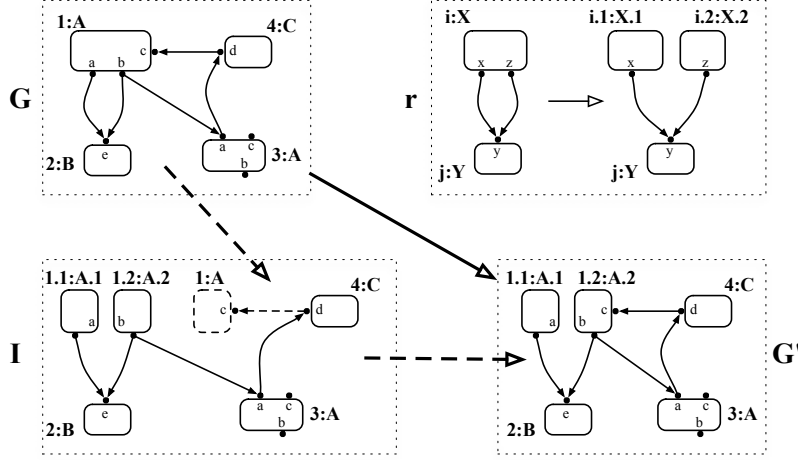 1:A 4:C
c d
a b
G
a c
e b
2:B 3:A
i:X i.1:X.1 i.2:X.2
x z x z
r
y y
j:Y j:Y
1.1:A.1 1.2:A.2 1:A 4:C
c d
a b
I
a c
e b
2:B 3:A
1.1:A.1 1.2:A.2 4:C
c d
a b
G'
a c
e b
2:B 3:A